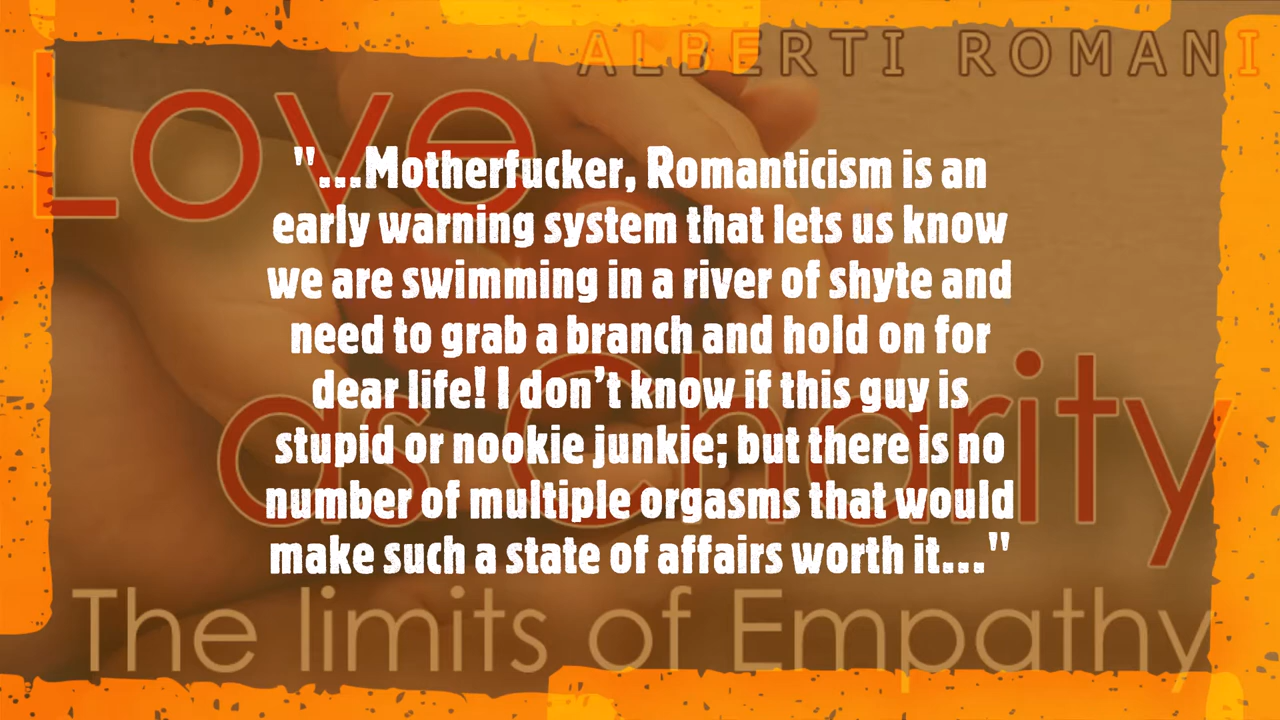 ALBERTI ROMANI
Love
"...Motherfucker, Romanticism is an
early warning system that lets us know
we are swimming in a river of shyte and
need to grab a branch and hold on for
dear life! I don’t know if this guy is
stupid or nookie junkie; but there is no
number of multiple orgasms that would
make such a state of affairs worth it..."
as Charity
The limits of Empathy